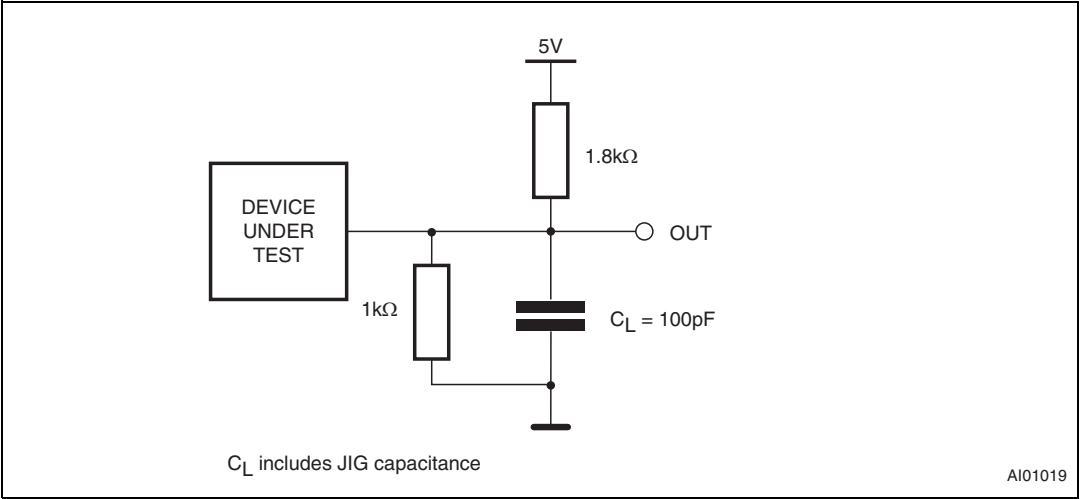 5V
1.8kΩ
DEVICE
UNDER
TEST
OUT
1kΩ
CL = 100pF
CL includes JIG capacitance
AI01019